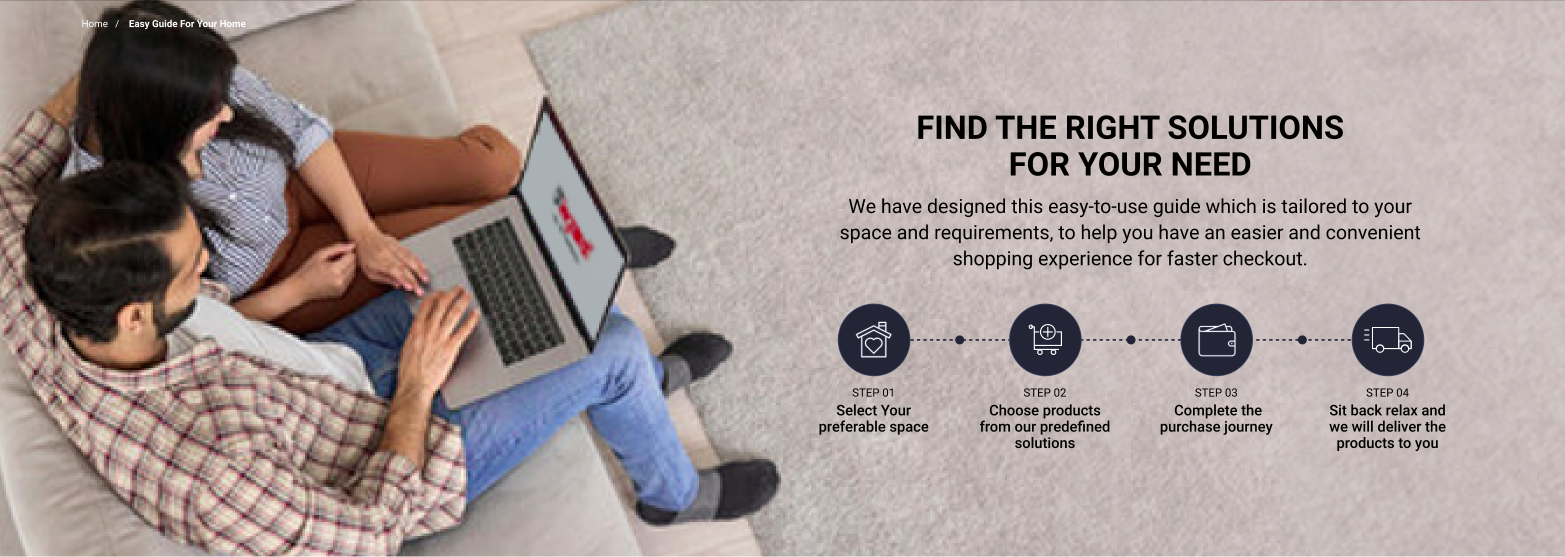 Home / Easy Guide For Your Home
FIND THE RIGHT SOLUTIONS
FOR YOUR NEED
We have designed this easy-to-use guide which is tailored to your
space and requirements, to help you have an easier and convenient
shopping experience for faster checkout.
STEP 01
Select Your
preferable space
STEP 02
Choose products
from our predefined
solutions
STEP 03
Complete the
purchase journey
STEP 04
Sit back relax and
we will deliver the
products to you